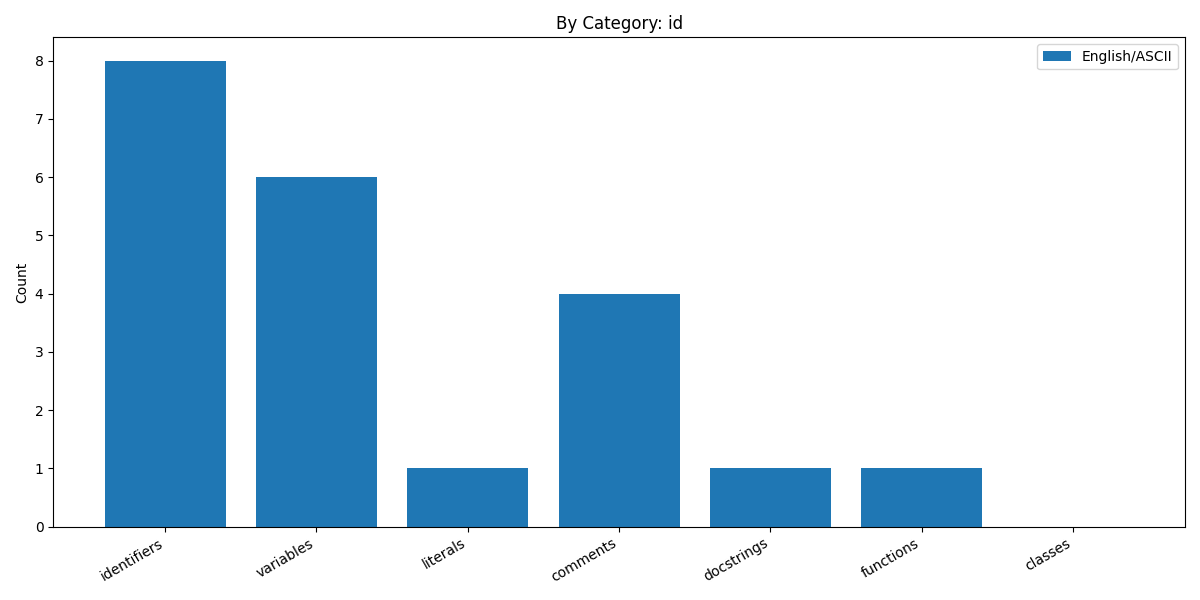 By Category: id
English/ASCII
8
7
6
5
4
3
2
1
0
Count
identifiers
variables
literals
comments
docstrings
functions
classes